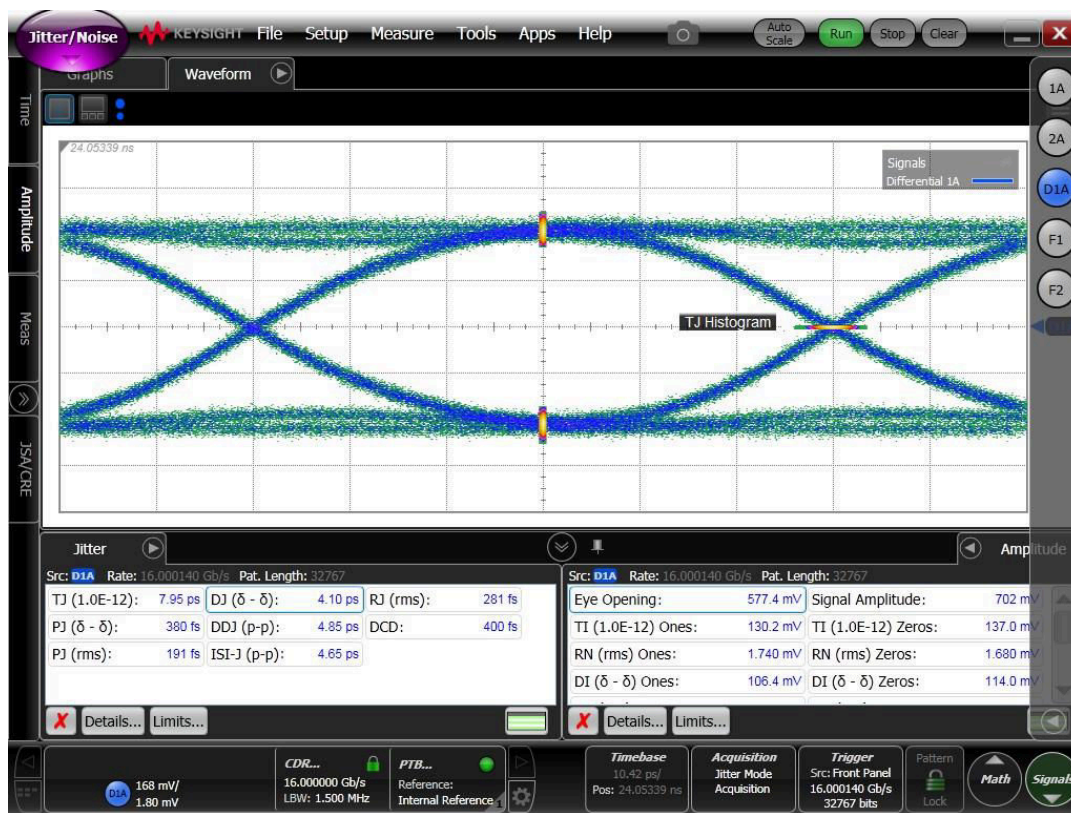 Jitter/Noise KEYSIGHT File Setup Measure Tools Apps Help Auto Scale Run Stop Clear X
Graphs Waveform
Time
Amplitude
Meas
JSA/CRE
1A
2A
D1A
F1
F2
24.05339 ns
Signals
Differential 1A
TJ Histogram
Jitter
Src: D1A Rate: 16.000140 Gb/s Pat. Length: 32767
TJ (1.0E-12): 7.95 ps DJ (δ - δ): 4.10 ps RJ (rms): 281 fs
PJ (δ - δ): 380 fs DDJ (p-p): 4.85 ps DCD: 400 fs
PJ (rms): 191 fs ISI-J (p-p): 4.65 ps
X Details... Limits...
Amplitude
Src: D1A Rate: 16.000140 Gb/s Pat. Length: 32767
Eye Opening: 577.4 mV Signal Amplitude: 702 mV
TI (1.0E-12) Ones: 130.2 mV TI (1.0E-12) Zeros: 137.0 mV
RN (rms) Ones: 1.740 mV RN (rms) Zeros: 1.680 mV
DI (δ - δ) Ones: 106.4 mV DI (δ - δ) Zeros: 114.0 mV
X Details... Limits...
D1A 168 mV/
1.80 mV
CDR...
16.000000 Gb/s
LBW: 1.500 MHz
PTB...
Reference:
Internal Reference
1
Timebase
10.42 ps/
Pos: 24.05339 ns
Acquisition
Jitter Mode
Acquisition
Trigger
Src: Front Panel
16.000140 Gb/s
32767 bits
Pattern
Lock
Math
Signals